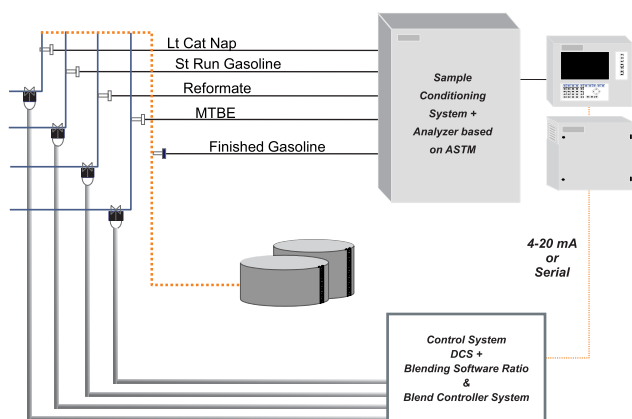 Lt Cat Nap
St Run Gasoline
Reformate
MTBE
Finished Gasoline
Sample
Conditioning
System +
Analyzer based
on ASTM
4-20 mA
or
Serial
Control System
DCS +
Blending Software Ratio
&
Blend Controller System